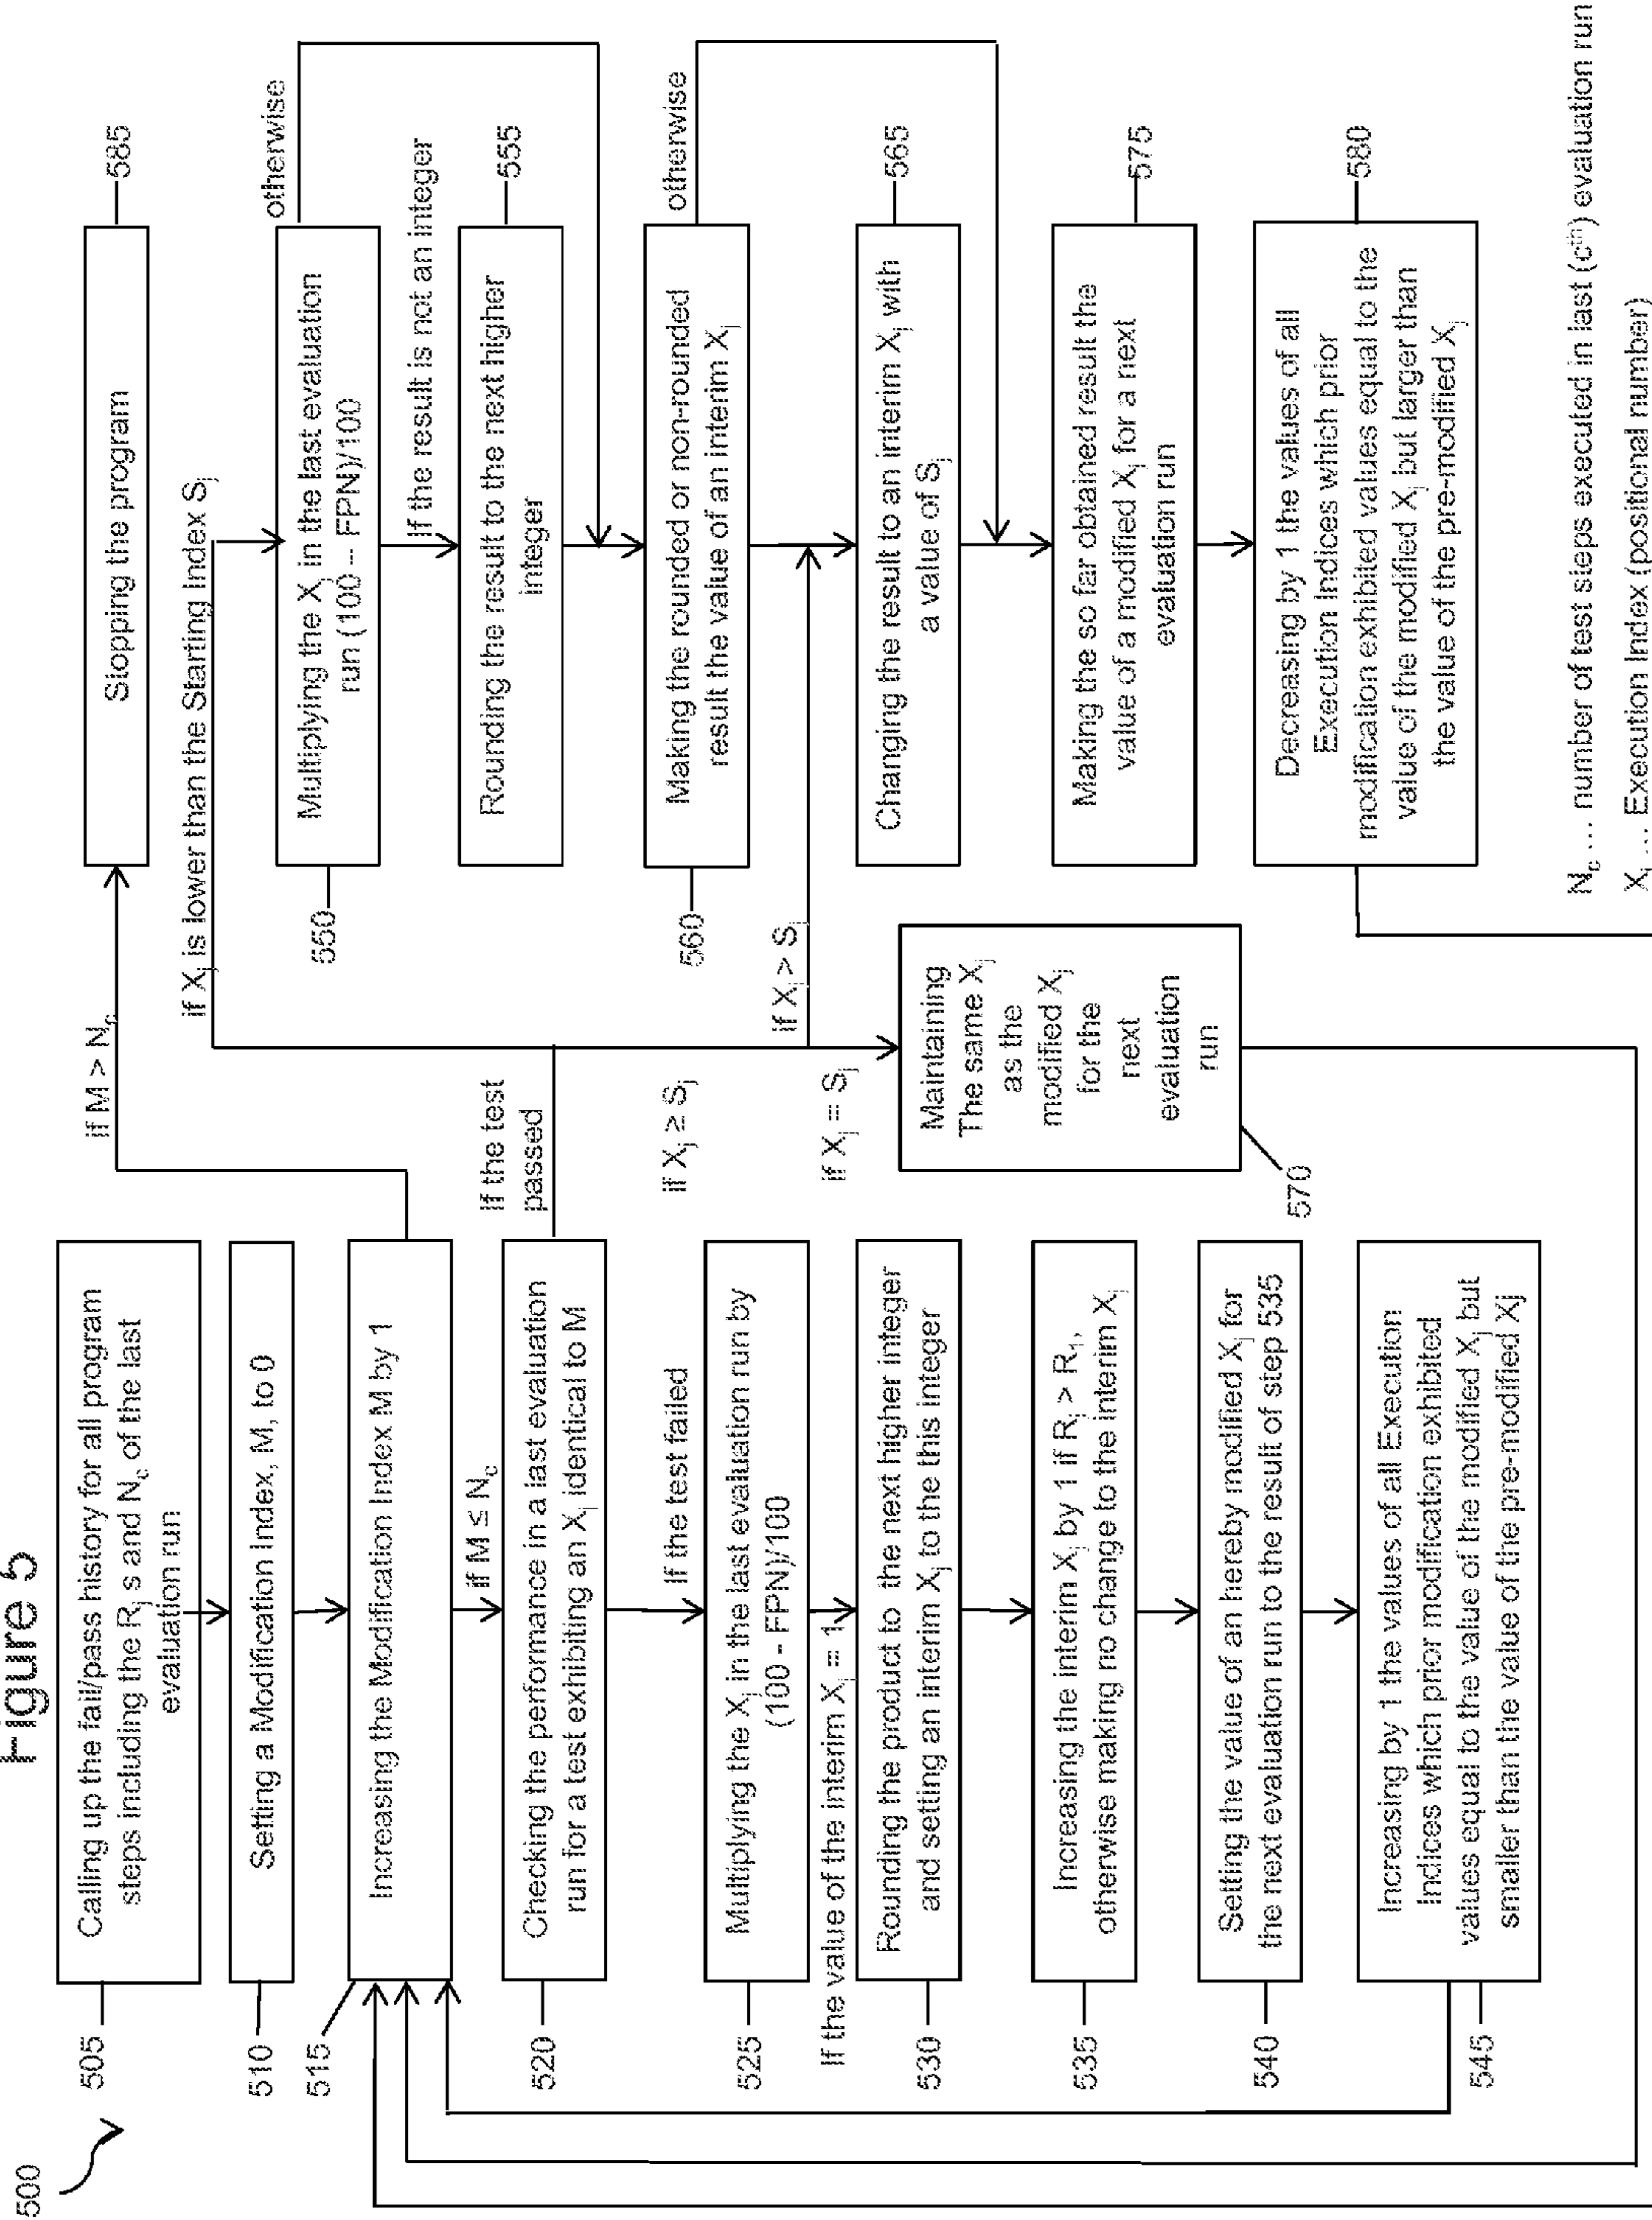 Figure 5
500
505
Calling up the fail/pass history for all program
steps including the Rj s and Nc of the last
evaluation run
510
Setting a Modification Index, M, to 0
515
Increasing the Modification Index M by 1
if M > Nc
Stopping the program
585
if M ≤ Nc
520
Checking the performance in a last evaluation
run for a test exhibiting an Xj identical to M
If the test
passed
If the test failed
525
Multiplying the Xj in the last evaluation run by
(100 - FPN)/100
If the value of the interim Xj = 1
530
Rounding the product to the next higher integer
and setting an interim Xj to the this integer
535
Increasing the interim Xj by 1 if Rj > R1,
otherwise making no change to the interim Xj
540
Setting the value of an hereby modified Xj for
the next evaluation run to the result of step 535
545
Increasing by 1 the values of all Execution
Indices which prior modification exhibited
values equal to the value of the modified Xj but
smaller than the value of the pre-modified Xj
if Xj is lower than the Starting Index Sj
if Xj ≥ Sj
if Xj > Sj
if Xj = Sj
Maintaining
The same Xj
as the
modified Xj
for the
next
evaluation
run
570
550
Multiplying the Xj in the last evaluation
run (100 -- FPN)/100
otherwise
If the result is not an integer
Rounding the result to the next higher
integer
555
560
Making the rounded or non-rounded
result the value of an interim Xj
otherwise
Changing the result to an interim Xj with
a value of Sj
565
Making the so far obtained result the
value of a modified Xj for a next
evaluation run
575
Decreasing by 1 the values of all
Execution Indices which prior
modification exhibited values equal to the
value of the modified Xj but larger than
the value of the pre-modified Xj
580
Nc ... number of test steps executed in last (cth) evaluation run
Xj ... Execution Index (positional number)